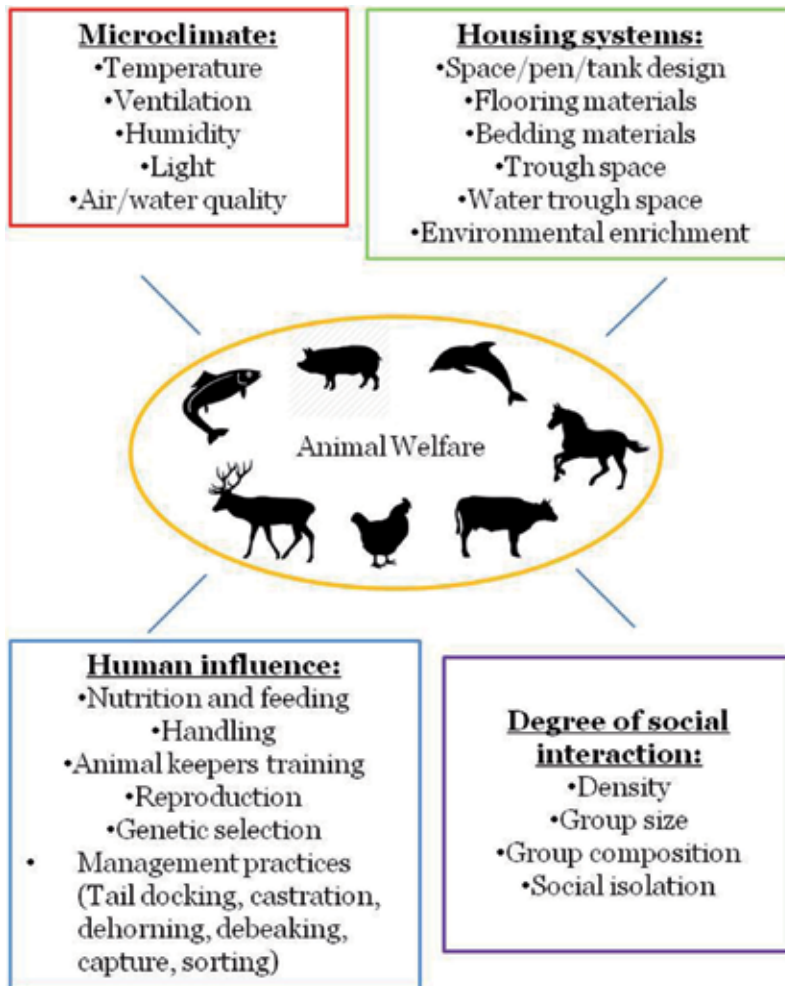 Microclimate:
•Temperature
•Ventilation
•Humidity
•Light
•Air/water quality
Housing systems:
•Space/pen/tank design
•Flooring materials
•Bedding materials
•Trough space
•Water trough space
•Environmental enrichment
Animal Welfare
Human influence:
•Nutrition and feeding
•Handling
•Animal keepers training
•Reproduction
•Genetic selection
• Management practices
(Tail docking, castration,
dehorning, debeaking,
capture, sorting)
Degree of social
interaction:
•Density
•Group size
•Group composition
•Social isolation